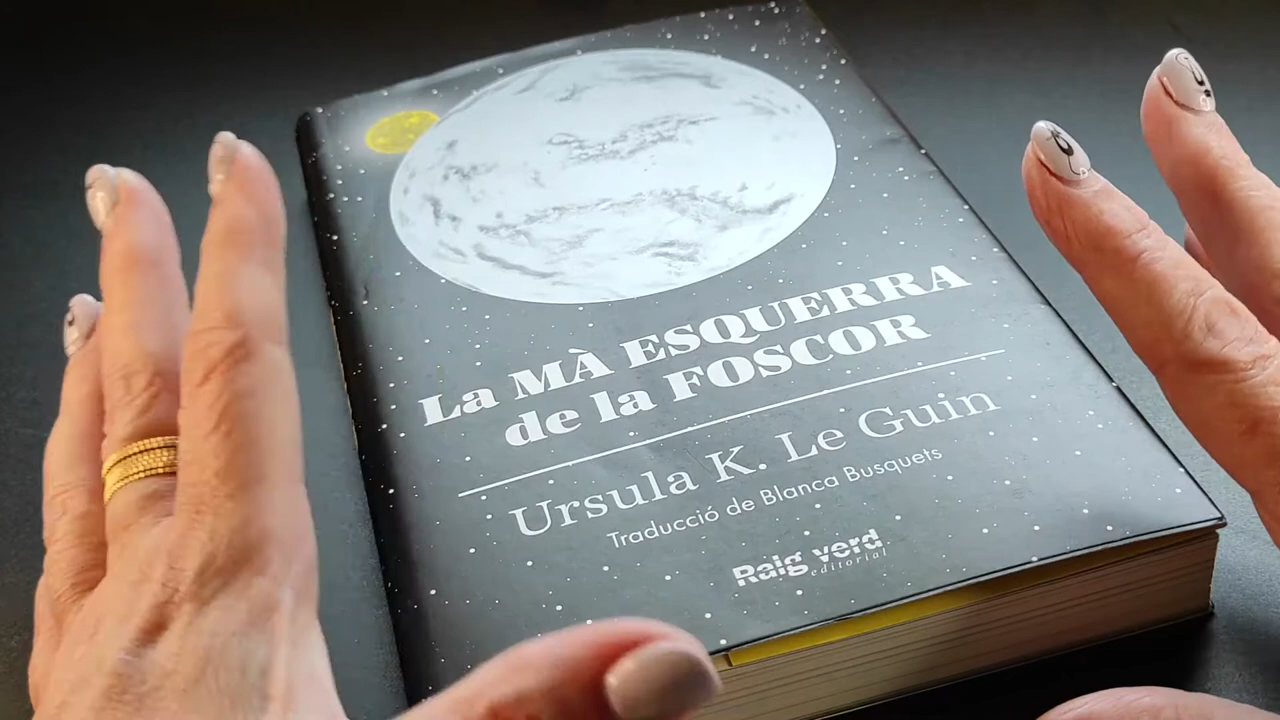 La MÀ ESQUERRA
de la FOSCOR
Ursula K. Le Guin
Traducció de Blanca Busquets
Raig verd
editorial